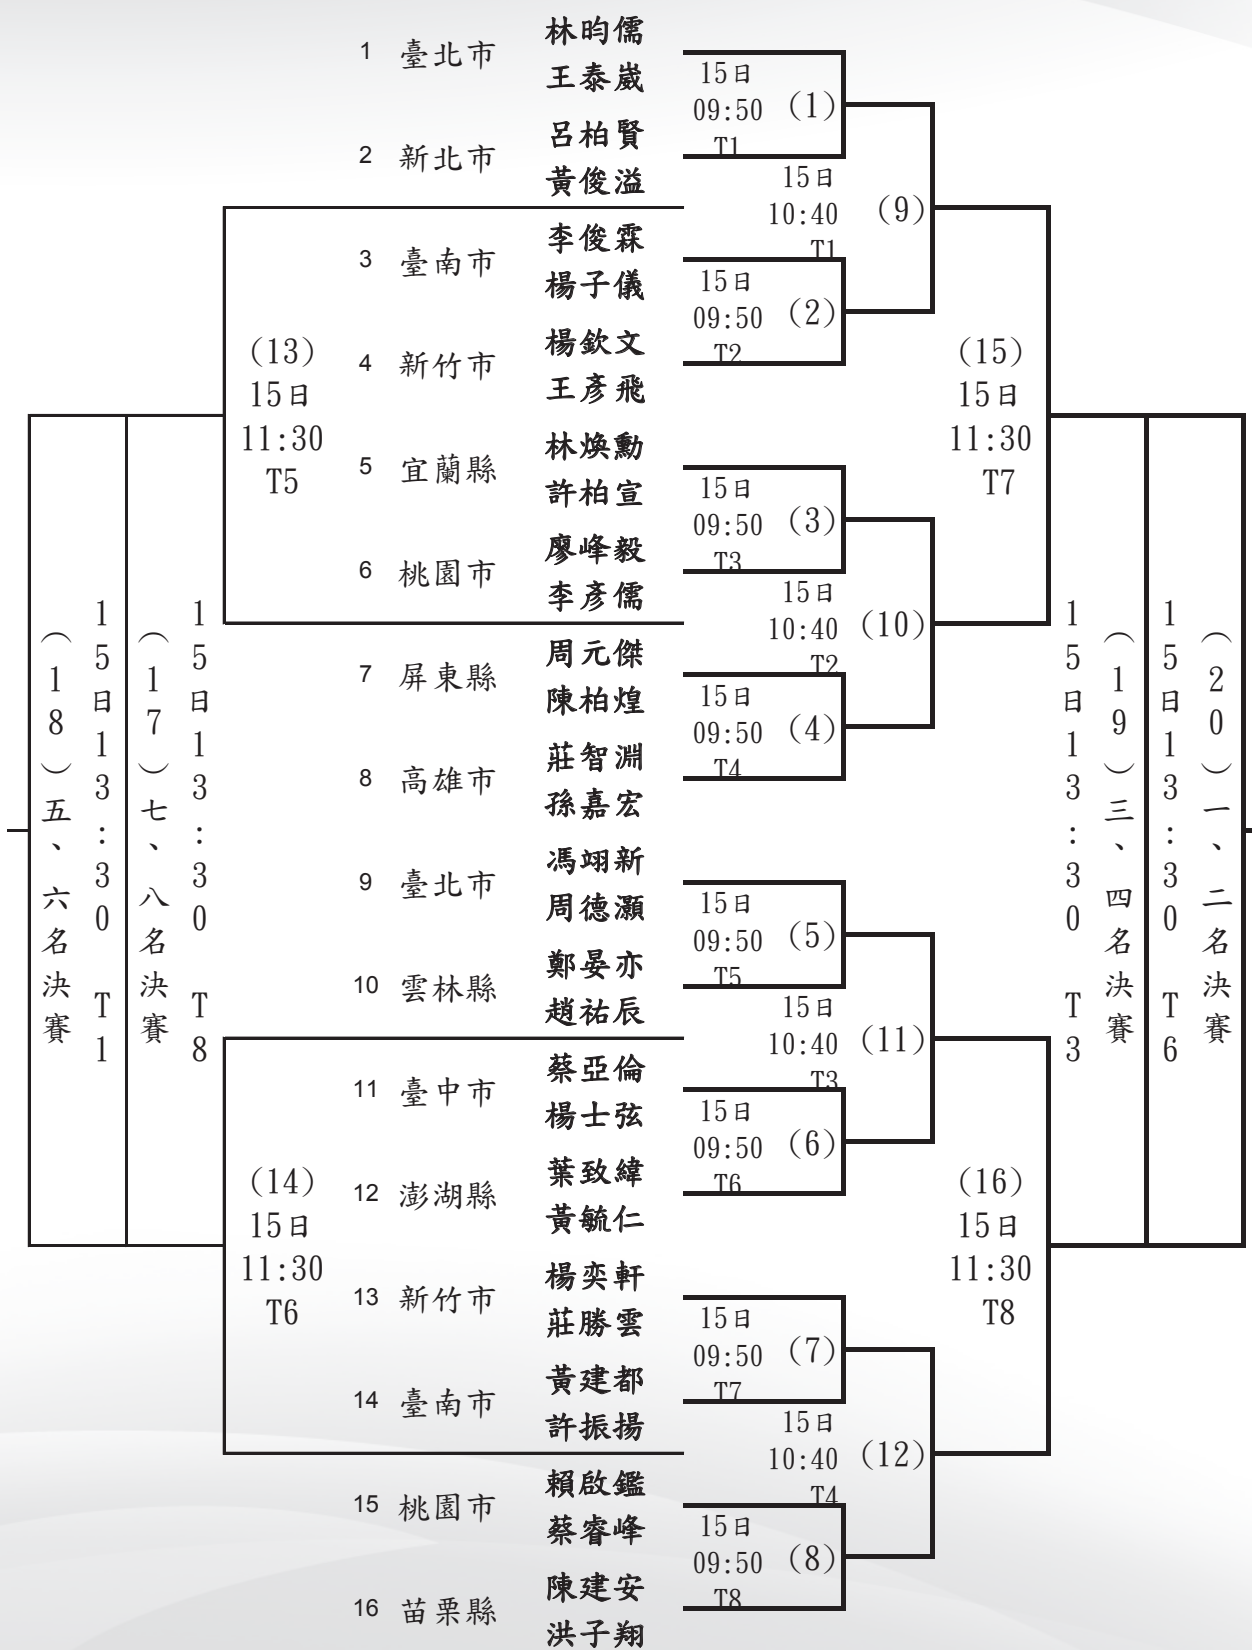 1 臺北市 林昀儒
王泰崴
2 新北市 呂柏賢
黃俊溢
3 臺南市 李俊霖
楊子儀
4 新竹市 楊欽文
王彥飛
5 宜蘭縣 林煥勳
許柏宣
6 桃園市 廖峰毅
李彥儒
7 屏東縣 周元傑
陳柏煌
8 高雄市 莊智淵
孫嘉宏
9 臺北市 馮翊新
周德灝
10 雲林縣 鄭晏亦
趙祐辰
11 臺中市 蔡亞倫
楊士弦
12 澎湖縣 葉致緯
黃毓仁
13 新竹市 楊奕軒
莊勝雲
14 臺南市 黃建都
許振揚
15 桃園市 賴啟鑑
蔡睿峰
16 苗栗縣 陳建安
洪子翔
15日
09:50 (1)
T1
15日
09:50 (2)
T2
15日
09:50 (3)
T3
15日
09:50 (4)
T4
15日
09:50 (5)
T5
15日
09:50 (6)
T6
15日
09:50 (7)
T7
15日
09:50 (8)
T8
15日
10:40 (9)
T1
15日
10:40 (10)
T2
15日
10:40 (11)
T3
15日
10:40 (12)
T4
(13)
15日
11:30
T5
(14)
15日
11:30
T6
(15)
15日
11:30
T7
(16)
15日
11:30
T8
(17)七、八名決賽
15日13:30 T8
(18)五、六名決賽
15日13:30 T1
(19)三、四名決賽
15日13:30 T3
(20)一、二名決賽
15日13:30 T6